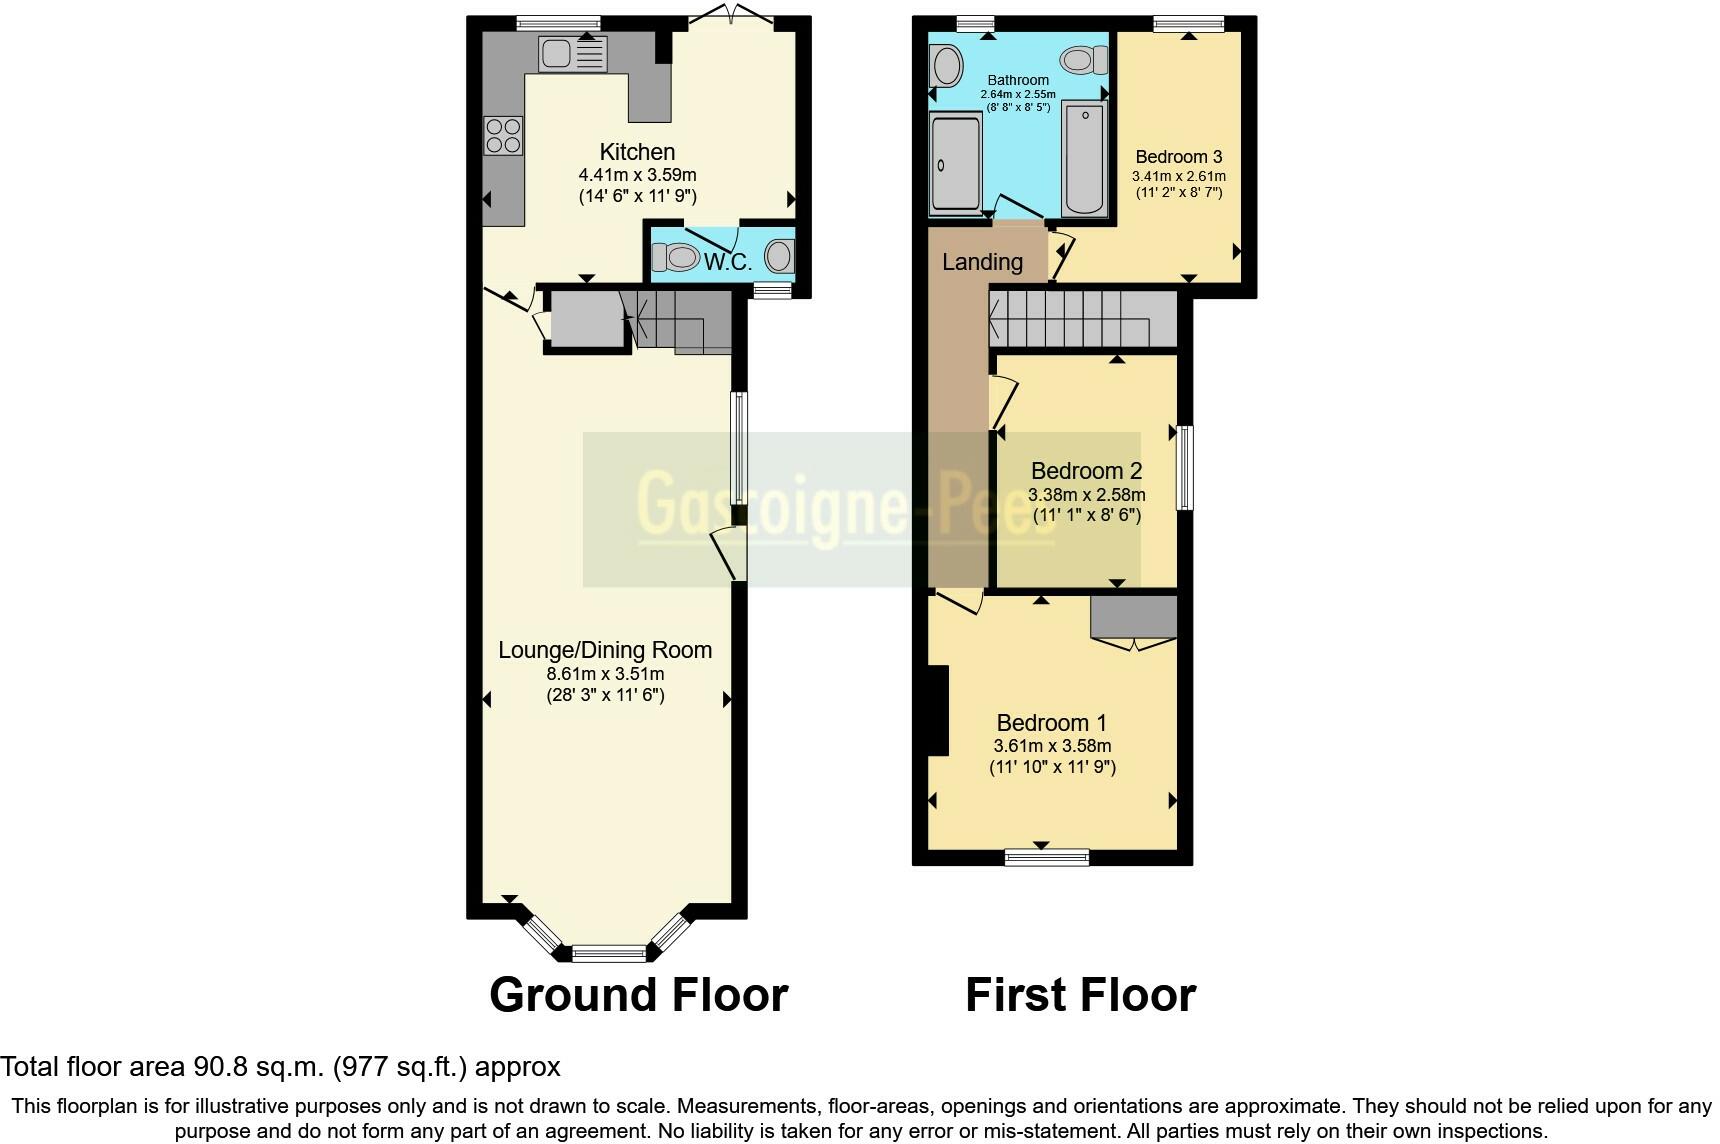 Kitchen
4.41m x 3.59m
(14' 6" x 11' 9")
W.C.
Lounge/Dining Room
8.61m x 3.51m
(28' 3" x 11' 6")
Ground Floor
Bathroom
2.64m x 2.55m
(8' 8" x 8' 5")
Bedroom 3
3.41m x 2.61m
(11' 2" x 8' 7")
Landing
Bedroom 2
3.38m x 2.58m
(11' 1" x 8' 6")
Gascoigne-Pees
Bedroom 1
3.61m x 3.58m
(11' 10" x 11' 9")
First Floor
Total floor area 90.8 sq.m. (977 sq.ft.) approx
This floorplan is for illustrative purposes only and is not drawn to scale. Measurements, floor-areas, openings and orientations are approximate. They should not be relied upon for any
purpose and do not form any part of an agreement. No liability is taken for any error or mis-statement. All parties must rely on their own inspections.